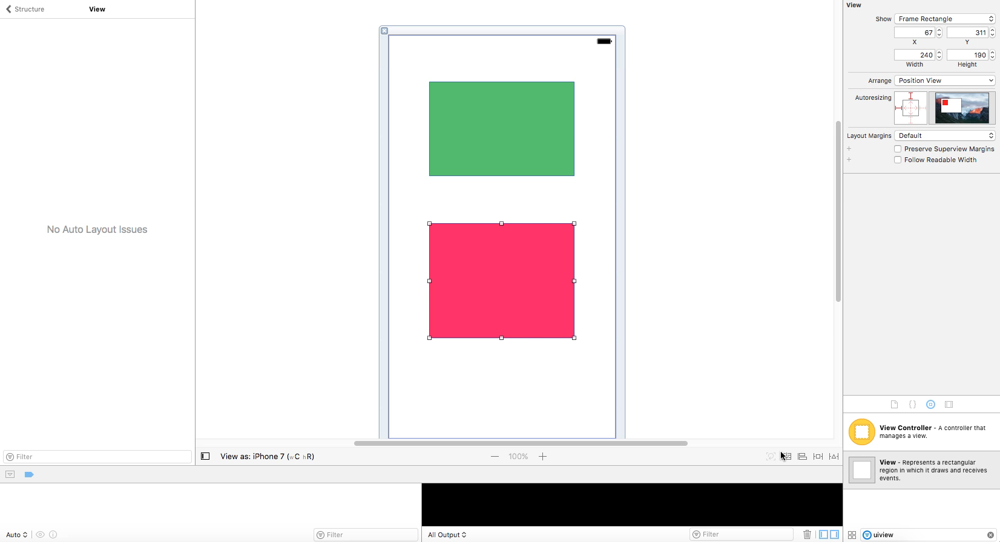 Structure
View
No Auto Layout Issues
Filter
View as: iPhone 7 (wC hR)
100%
View
Show
Frame Rectangle
67
311
X
Y
240
190
Width
Height
Arrange
Position View
Autoresizing
Layout Margins
Default
+
Preserve Superview Margins
+
Follow Readable Width
{}
View Controller - A controller that
manages a view.
View - Represents a rectangular
region in which it draws and receives
events.
Auto
Filter
All Output
Filter
uiview